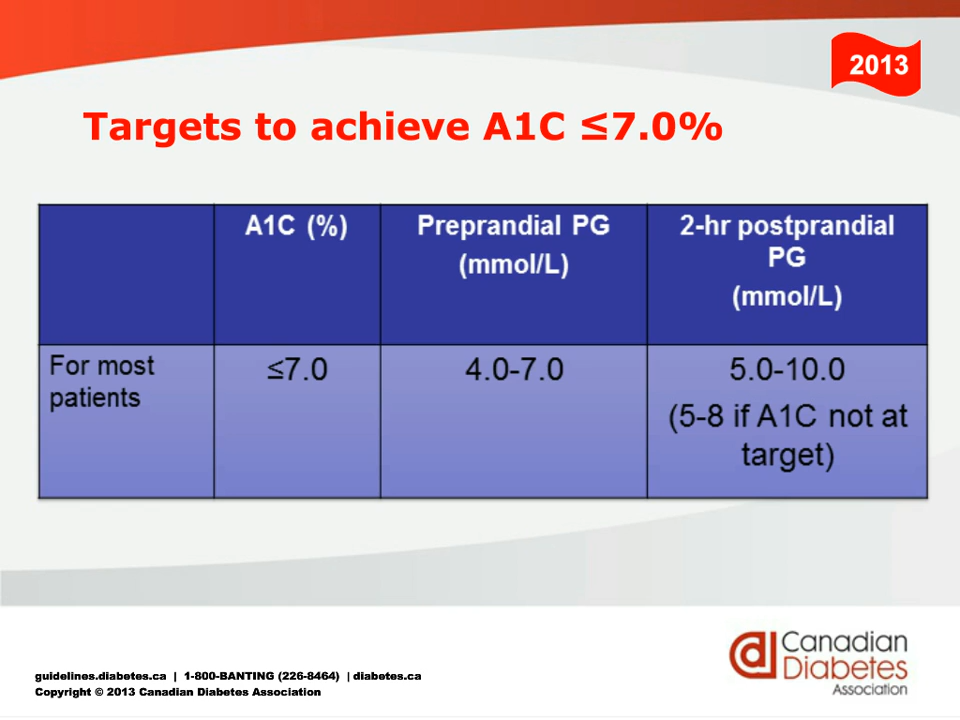 2013
Targets to achieve A1C ≤7.0%
A1C (%)
Preprandial PG
(mmol/L)
2-hr postprandial
PG
(mmol/L)
For most
patients
≤7.0
4.0-7.0
5.0-10.0
(5-8 if A1C not at
target)
guidelines.diabetes.ca | 1-800-BANTING (226-8464) | diabetes.ca
Copyright © 2013 Canadian Diabetes Association
Canadian
Diabetes
Association